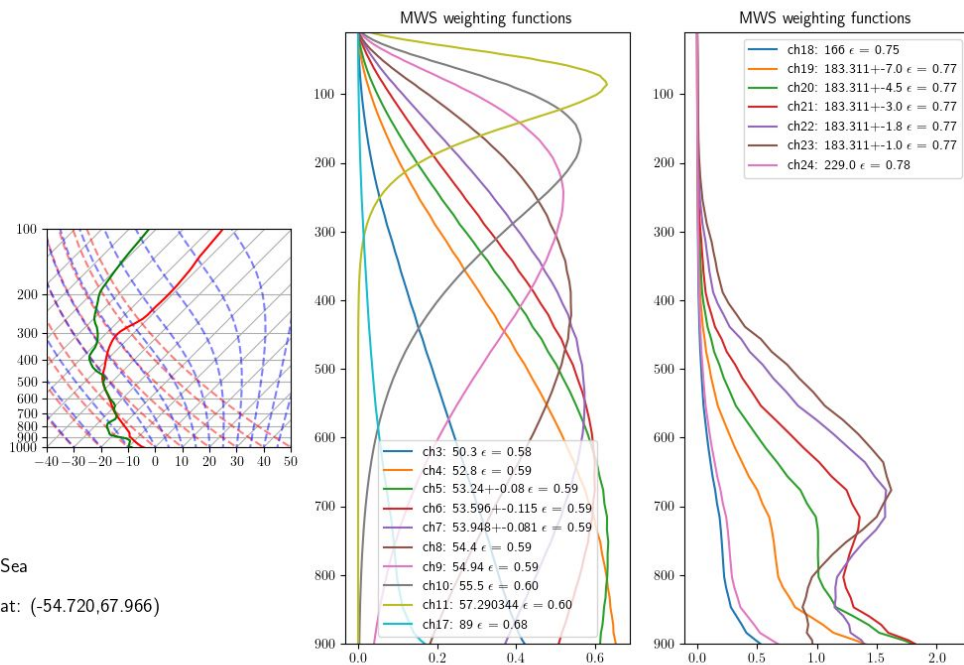 MWS weighting functions
100
200
300
400
500
600
700
800
900
0.0 0.2 0.4 0.6
ch3: 50.3 ϵ = 0.58
ch4: 52.8 ϵ = 0.59
ch5: 53.24+-0.08 ϵ = 0.59
ch6: 53.596+-0.115 ϵ = 0.59
ch7: 53.948+-0.081 ϵ = 0.59
ch8: 54.4 ϵ = 0.59
ch9: 54.94 ϵ = 0.59
ch10: 55.5 ϵ = 0.60
ch11: 57.290344 ϵ = 0.60
ch17: 89 ϵ = 0.68
MWS weighting functions
100
200
300
400
500
600
700
800
900
0.0 0.5 1.0 1.5 2.0
ch18: 166 ϵ = 0.75
ch19: 183.311+-7.0 ϵ = 0.77
ch20: 183.311+-4.5 ϵ = 0.77
ch21: 183.311+-3.0 ϵ = 0.77
ch22: 183.311+-1.8 ϵ = 0.77
ch23: 183.311+-1.0 ϵ = 0.77
ch24: 229.0 ϵ = 0.78
100
200
300
400
500
600
700
800
900
1000
−40 −30 −20 −10 0 10 20 30 40 50
Sea
at: (-54.720,67.966)